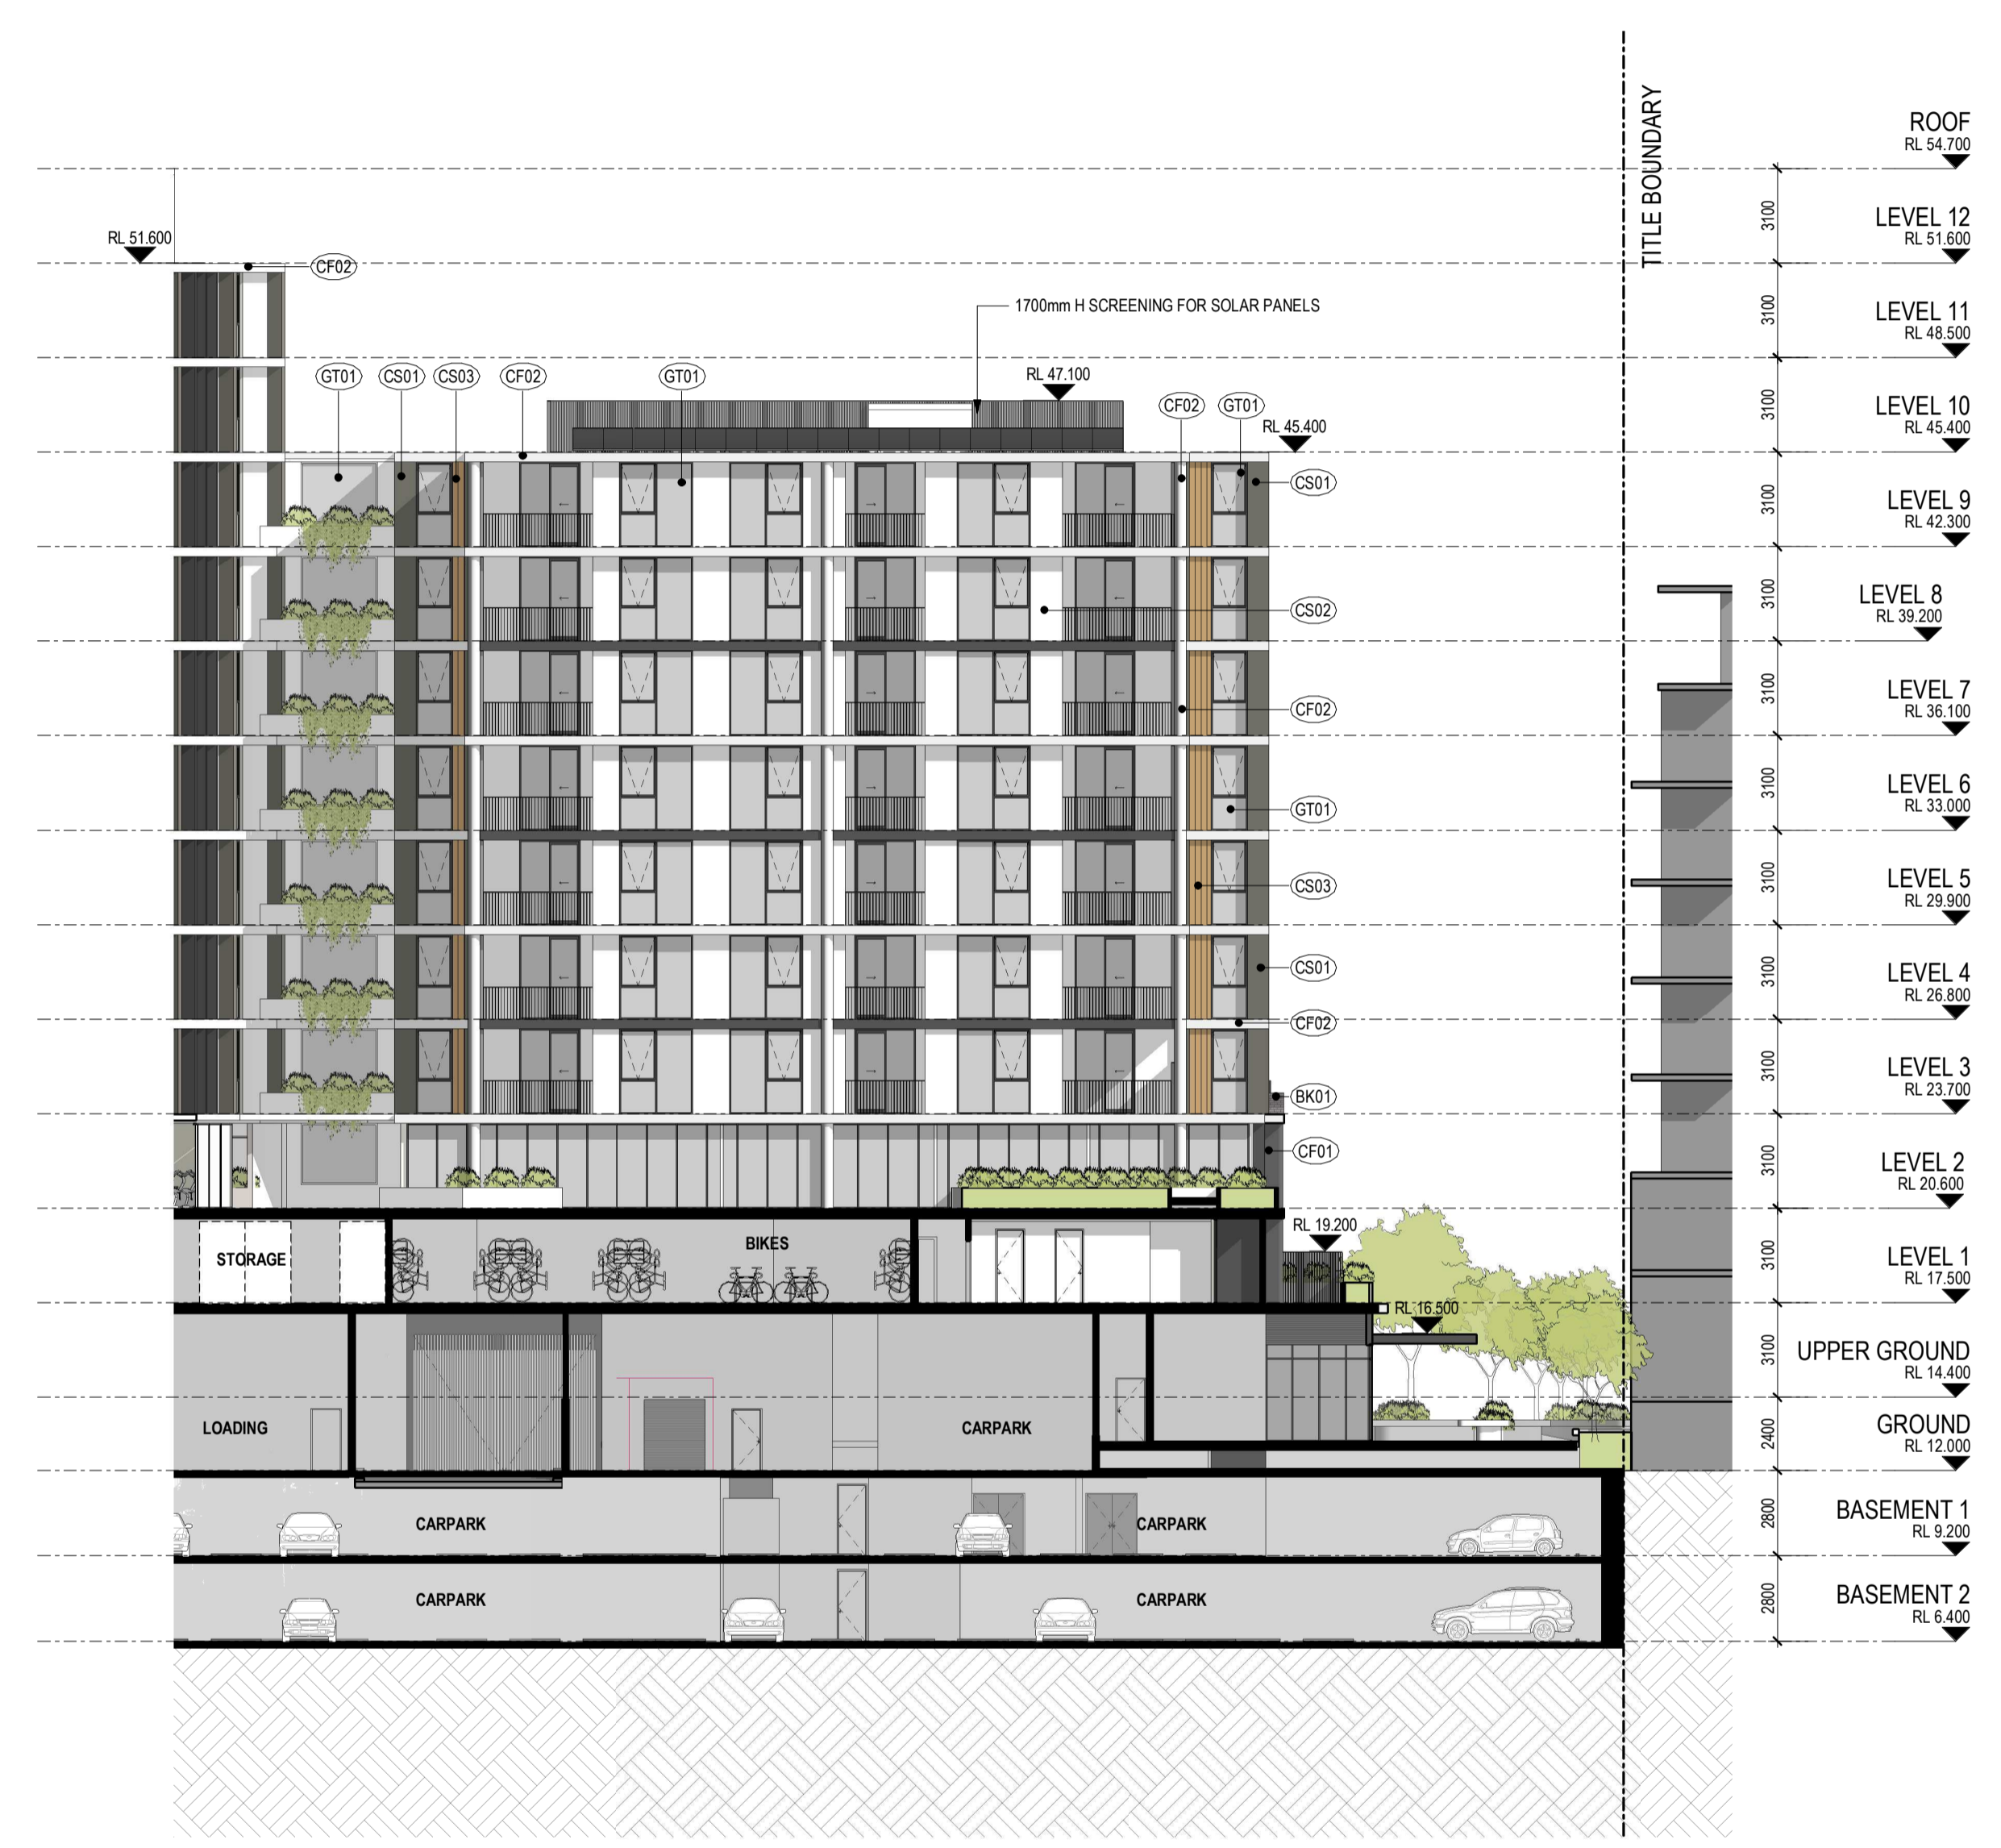 TITLE BOUNDARY
ROOF
RL 54.700
3100
LEVEL 12
RL 51.600
RL 51.600
CF02
3100
LEVEL 11
RL 48.500
1700mm H SCREENING FOR SOLAR PANELS
GT01 CS01 CS03 CF02 GT01 RL 47.100
CF02 GT01
RL 45.400
3100
LEVEL 10
RL 45.400
CS01
3100
LEVEL 9
RL 42.300
CS02
3100
LEVEL 8
RL 39.200
CF02
3100
LEVEL 7
RL 36.100
GT01
3100
LEVEL 6
RL 33.000
CS03
3100
LEVEL 5
RL 29.900
CS01
3100
LEVEL 4
RL 26.800
CF02
3100
LEVEL 3
RL 23.700
BK01
CF01
3100
LEVEL 2
RL 20.600
RL 19.200
STORAGE
BIKES
3100
LEVEL 1
RL 17.500
RL 16.500
3100
UPPER GROUND
RL 14.400
LOADING
CARPARK
2400
GROUND
RL 12.000
CARPARK
CARPARK
2800
BASEMENT 1
RL 9.200
CARPARK
CARPARK
2800
BASEMENT 2
RL 6.400